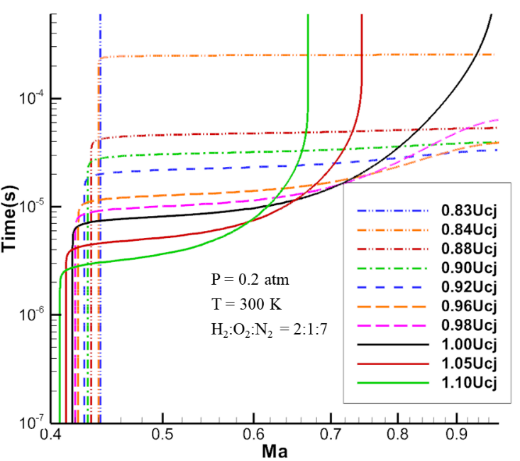 Time(s)
10-4
10-5
10-6
10-7
0.4
0.5
0.6
0.7
0.8
0.9
Ma
P = 0.2 atm
T = 300 K
H2:O2:N2 = 2:1:7
0.83Ucj
0.84Ucj
0.88Ucj
0.90Ucj
0.92Ucj
0.96Ucj
0.98Ucj
1.00Ucj
1.05Ucj
1.10Ucj